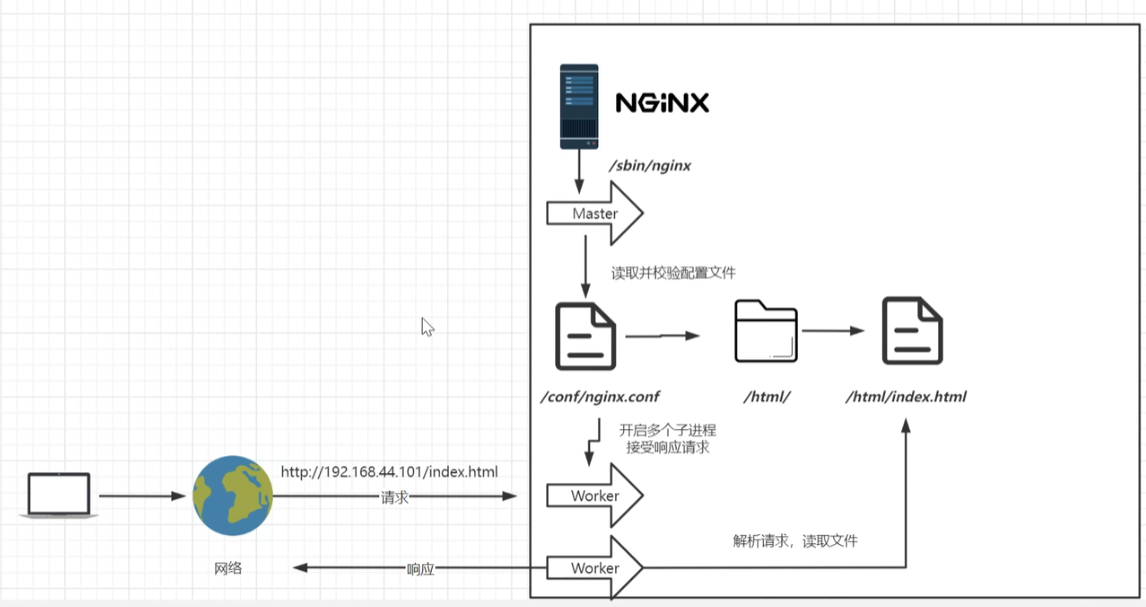 NGiNX
/sbin/nginx
Master
读取并校验配置文件
/conf/nginx.conf
/html/
/html/index.html
开启多个子进程
接受响应请求
http://192.168.44.101/index.html
请求
Worker
解析请求，读取文件
网络
响应
Worker